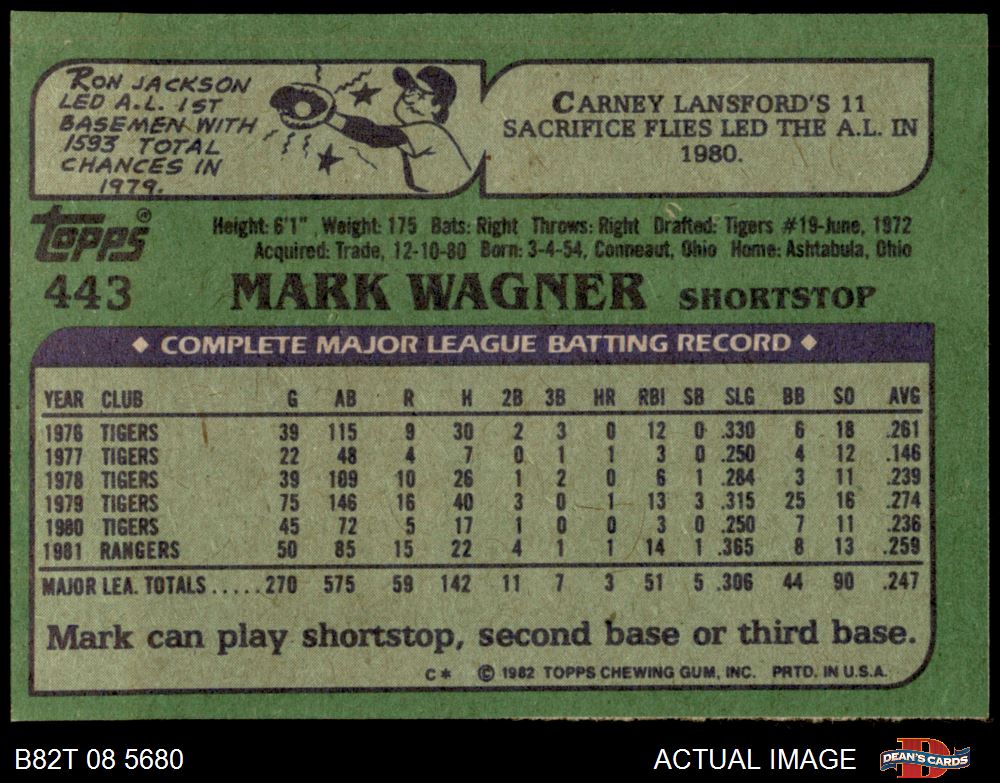 RON JACKSON
LED A.L. 1ST
BASEMEN WITH
1593 TOTAL
CHANCES IN
1979.
CARNEY LANSFORD'S 11
SACRIFICE FLIES LED THE A.L. IN
1980.
TOPPS®
Height: 6'1" Weight: 175 Bats: Right Throws: Right Drafted: Tigers #19-June, 1972
Acquired: Trade, 12-10-80 Born: 3-4-54, Conneaut, Ohio Home: Ashtabula, Ohio
443 MARK WAGNER SHORTSTOP
◆ COMPLETE MAJOR LEAGUE BATTING RECORD ◆
YEAR CLUB G AB R H 2B 3B HR RBI SB SLG BB SO AVG
1976 TIGERS 39 115 9 30 2 3 0 12 0 .330 6 18 .261
1977 TIGERS 22 48 4 7 0 1 1 3 0 .250 4 12 .146
1978 TIGERS 39 109 10 26 1 2 0 6 1 .284 3 11 .239
1979 TIGERS 75 146 16 40 3 0 1 13 3 .315 25 16 .274
1980 TIGERS 45 72 5 17 1 0 0 3 0 .250 7 11 .236
1981 RANGERS 50 85 15 22 4 1 1 14 1 .365 8 13 .259
MAJOR LEA. TOTALS.....270 575 59 142 11 7 3 51 5 .306 44 90 .247
Mark can play shortstop, second base or third base.
C* © 1982 TOPPS CHEWING GUM, INC. PRTD. IN U.S.A.
B82T 08 5680 ACTUAL IMAGE DEAN'S CARDS